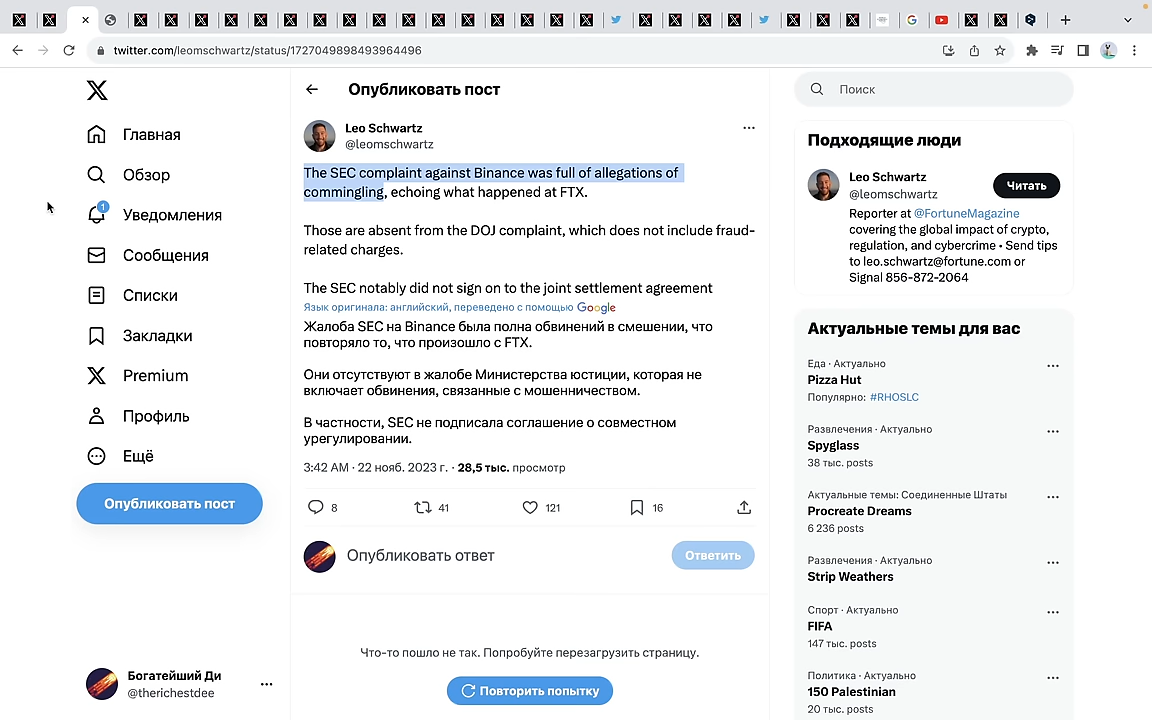 twitter.com/leomschwartz/status/1727049898493964496
Главная
Обзор
1
Уведомления
Сообщения
Списки
Закладки
Premium
Профиль
Ещё
Опубликовать пост
Богатейший Ди
@therichestdee
Опубликовать пост
Leo Schwartz
@leomschwartz
The SEC complaint against Binance was full of allegations of
commingling, echoing what happened at FTX.
Those are absent from the DOJ complaint, which does not include fraud-
related charges.
The SEC notably did not sign on to the joint settlement agreement
Язык оригинала: английский, переведено с помощью Google
Жалоба SEC на Binance была полна обвинений в смешении, что
повторяло то, что произошло с FTX.
Они отсутствуют в жалобе Министерства юстиции, которая не
включает обвинения, связанные с мошенничеством.
В частности, SEC не подписала соглашение о совместном
урегулировании.
3:42 AM · 22 нояб. 2023 г. · 28,5 тыс. просмотр
8 41 121 16
Опубликовать ответ
Ответить
Что-то пошло не так. Попробуйте перезагрузить страницу.
Повторить попытку
Поиск
Подходящие люди
Leo Schwartz
@leomschwartz
Читать
Reporter at @FortuneMagazine
covering the global impact of crypto,
regulation, and cybercrime • Send tips
to leo.schwartz@fortune.com or
Signal 856-872-2064
Актуальные темы для вас
Еда · Актуально
Pizza Hut
Популярно: #RHOSLC
Развлечения · Актуально
Spyglass
38 тыс. posts
Актуальные темы: Соединенные Штаты
Procreate Dreams
6 236 posts
Развлечения · Актуально
Strip Weathers
Спорт · Актуально
FIFA
147 тыс. posts
Политика · Актуально
150 Palestinian
20 тыс. posts